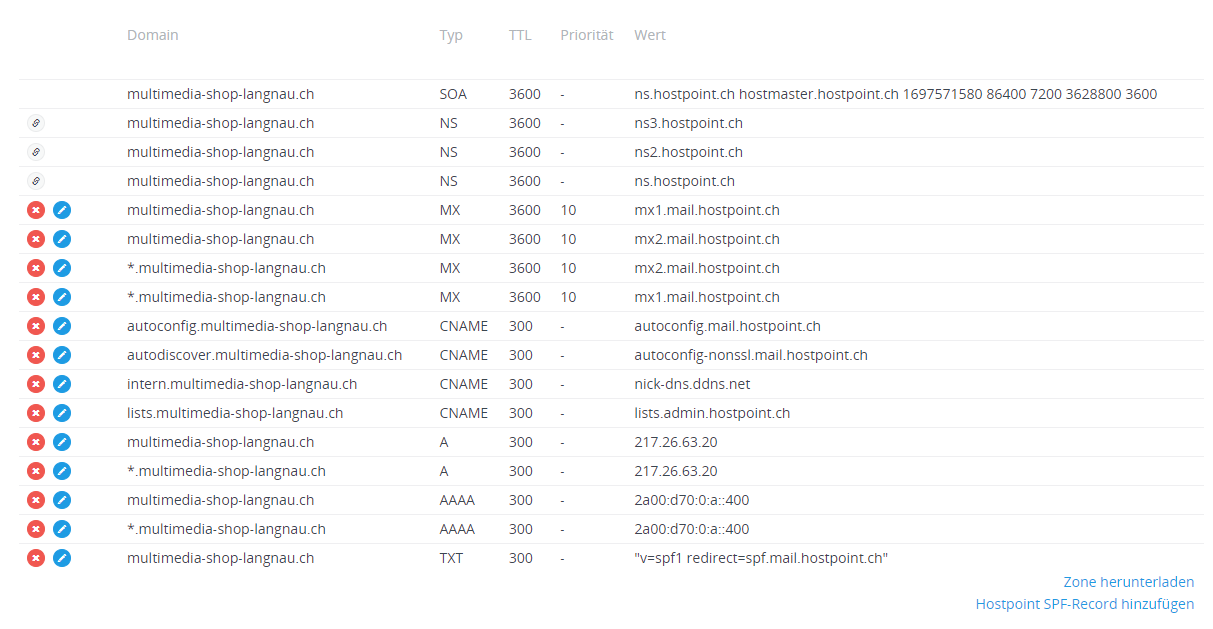 Domain Typ TTL Priorität Wert
multimedia-shop-langnau.ch SOA 3600 - ns.hostpoint.ch hostmaster.hostpoint.ch 1697571580 86400 7200 3628800 3600
multimedia-shop-langnau.ch NS 3600 - ns3.hostpoint.ch
multimedia-shop-langnau.ch NS 3600 - ns2.hostpoint.ch
multimedia-shop-langnau.ch NS 3600 - ns.hostpoint.ch
multimedia-shop-langnau.ch MX 3600 10 mx1.mail.hostpoint.ch
multimedia-shop-langnau.ch MX 3600 10 mx2.mail.hostpoint.ch
*.multimedia-shop-langnau.ch MX 3600 10 mx2.mail.hostpoint.ch
*.multimedia-shop-langnau.ch MX 3600 10 mx1.mail.hostpoint.ch
autoconfig.multimedia-shop-langnau.ch CNAME 300 - autoconfig.mail.hostpoint.ch
autodiscover.multimedia-shop-langnau.ch CNAME 300 - autoconfig-nonssl.mail.hostpoint.ch
intern.multimedia-shop-langnau.ch CNAME 300 - nick-dns.ddns.net
lists.multimedia-shop-langnau.ch CNAME 300 - lists.admin.hostpoint.ch
multimedia-shop-langnau.ch A 300 - 217.26.63.20
*.multimedia-shop-langnau.ch A 300 - 217.26.63.20
multimedia-shop-langnau.ch AAAA 300 - 2a00:d70:0:a::400
*.multimedia-shop-langnau.ch AAAA 300 - 2a00:d70:0:a::400
multimedia-shop-langnau.ch TXT 300 - "v=spf1 redirect=spf.mail.hostpoint.ch"
Zone herunterladen
Hostpoint SPF-Record hinzufügen